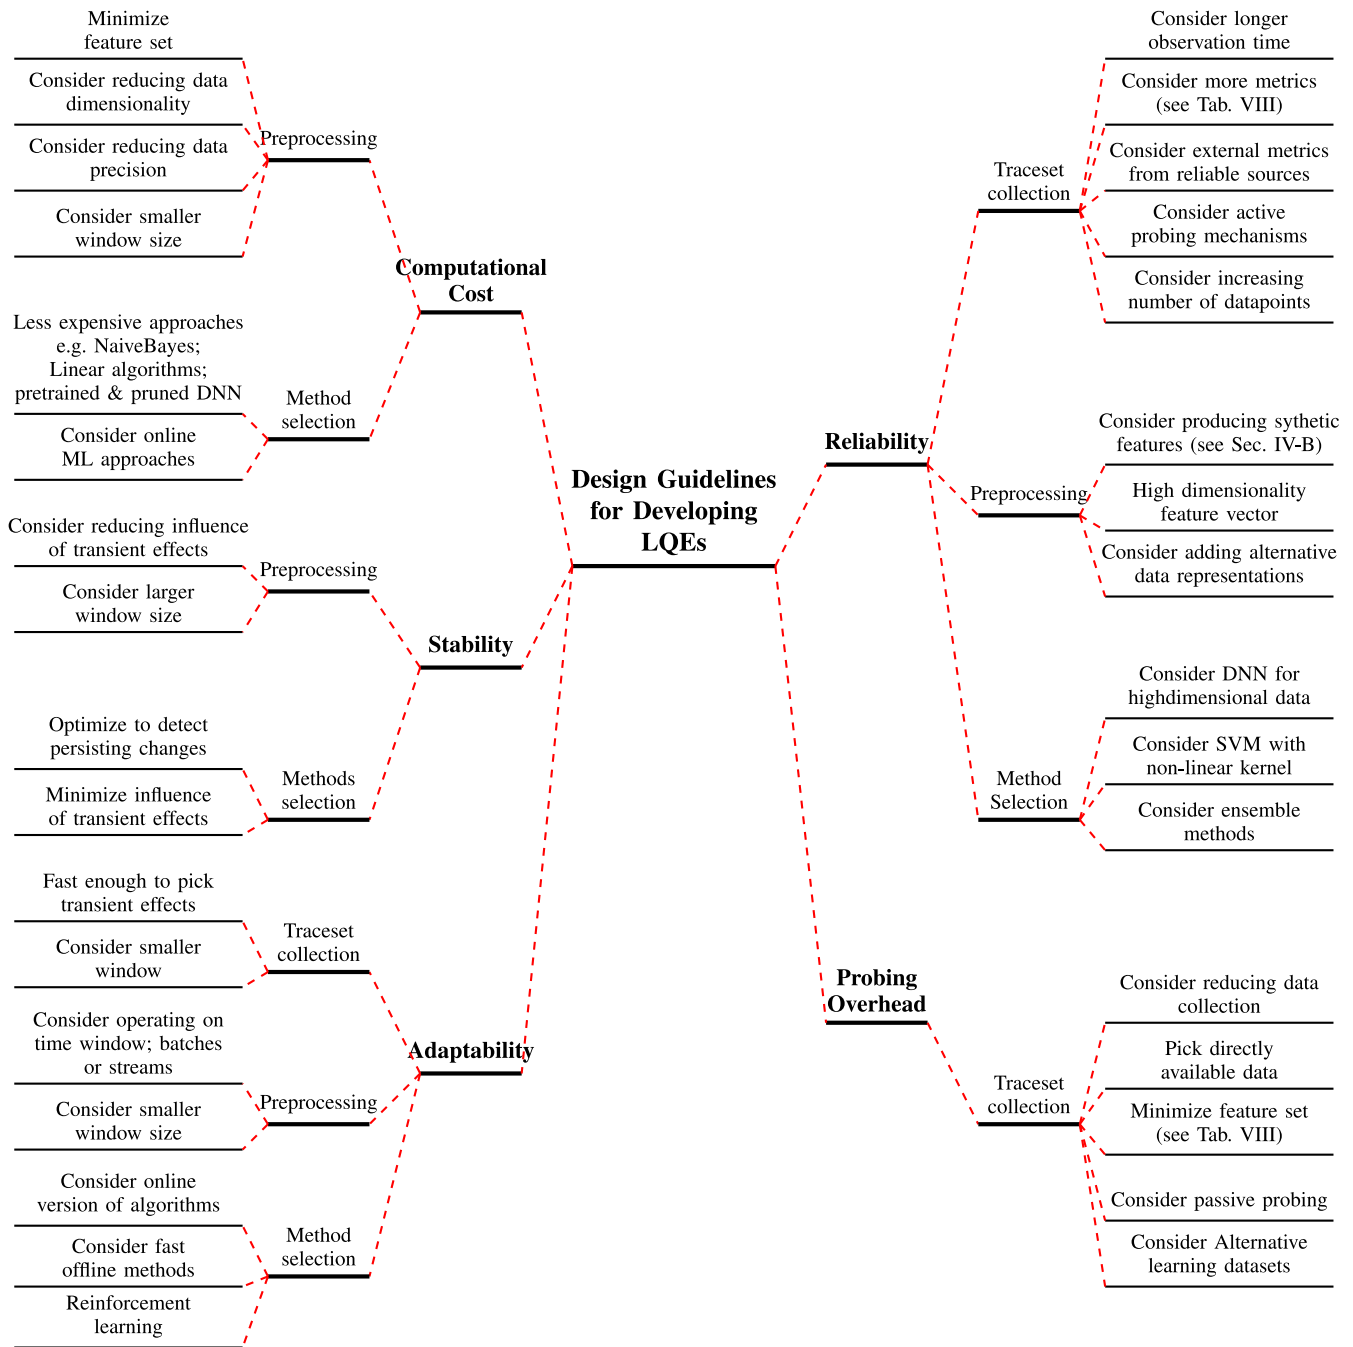 Minimize
feature set
Consider reducing data
dimensionality
Consider reducing data
precision
Consider smaller
window size
Preprocessing
Computational
Cost
Less expensive approaches
e.g. NaiveBayes;
Linear algorithms;
pretrained & pruned DNN
Consider online
ML approaches
Method
selection
Consider reducing influence
of transient effects
Consider larger
window size
Preprocessing
Stability
Optimize to detect
persisting changes
Minimize influence
of transient effects
Methods
selection
Fast enough to pick
transient effects
Consider smaller
window
Traceset
collection
Consider operating on
time window; batches
or streams
Consider smaller
window size
Preprocessing
Adaptability
Consider online
version of algorithms
Consider fast
offline methods
Reinforcement
learning
Method
selection
Design Guidelines
for Developing
LQEs
Reliability
Traceset
collection
Consider longer
observation time
Consider more metrics
(see Tab. VIII)
Consider external metrics
from reliable sources
Consider active
probing mechanisms
Consider increasing
number of datapoints
Preprocessing
Consider producing sythetic
features (see Sec. IV-B)
High dimensionality
feature vector
Consider adding alternative
data representations
Method
Selection
Consider DNN for
highdimensional data
Consider SVM with
non-linear kernel
Consider ensemble
methods
Probing
Overhead
Traceset
collection
Consider reducing data
collection
Pick directly
available data
Minimize feature set
(see Tab. VIII)
Consider passive probing
Consider Alternative
learning datasets